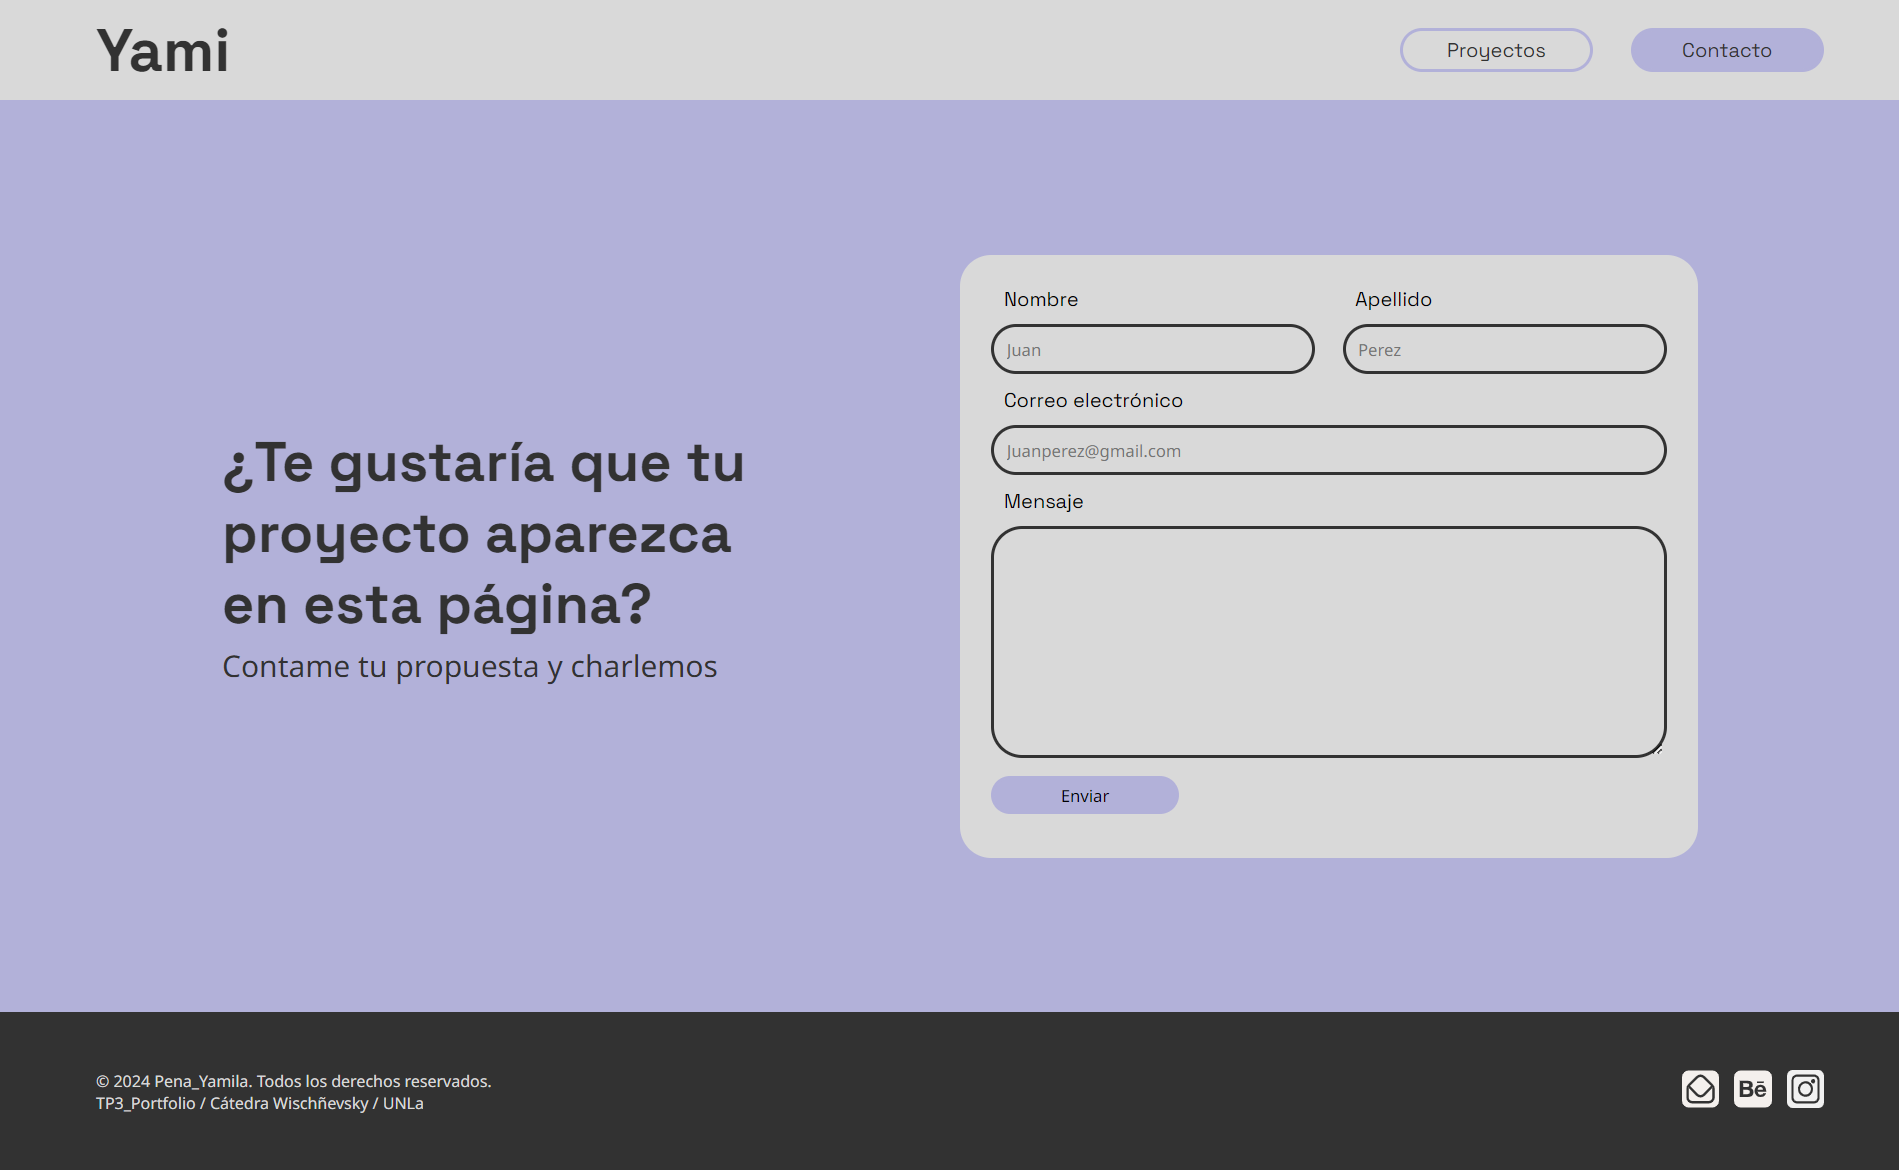 Yami
Proyectos
Contacto
¿Te gustaría que tu
proyecto aparezca
en esta página?
Contame tu propuesta y charlemos
Nombre
Apellido
Juan
Perez
Correo electrónico
Juanperez@gmail.com
Mensaje
Enviar
© 2024 Pena_Yamila. Todos los derechos reservados.
TP3_Portfolio / Cátedra Wischñevsky / UNLa
Bē